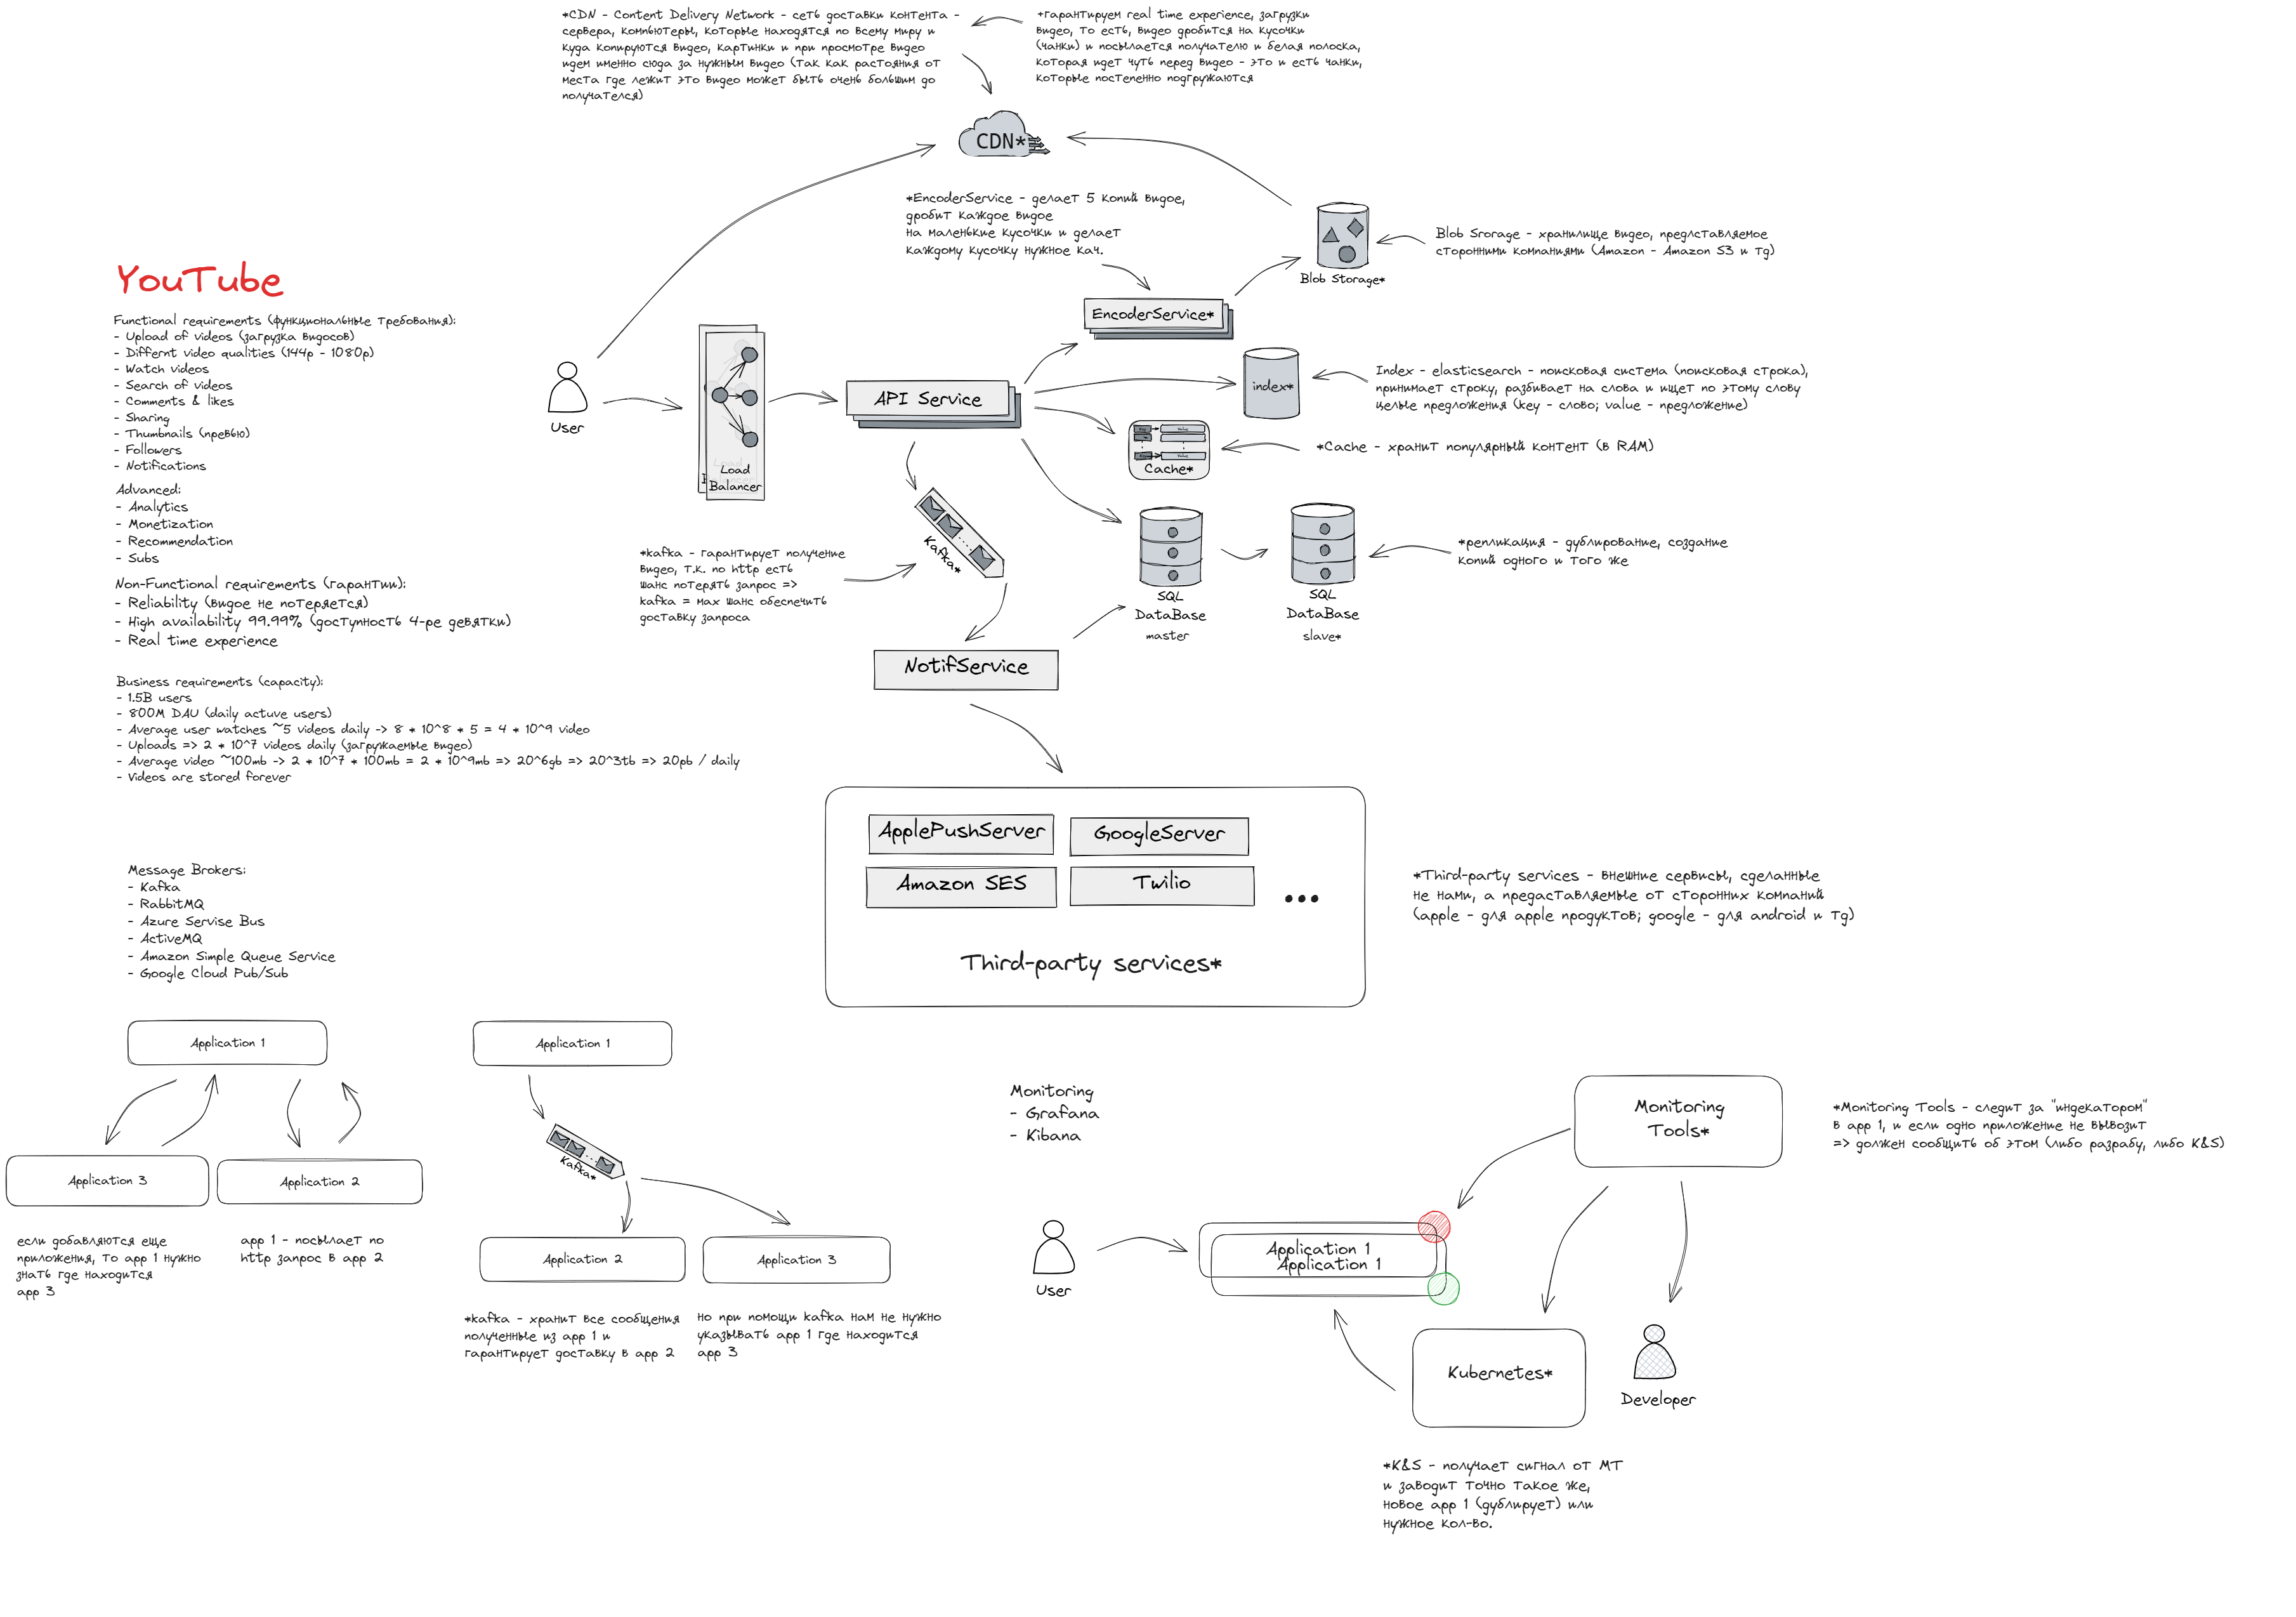 *CDN - Content Delivery Network - сеть доставки контента -
сервера, компьютеры, которые находятся по всему миру и
куда копируются видео, картинки и при просмотре видео
идем именно сюда за нужным видео (так как растояния от
места где лежит это видео может быть очень большим до
получателся)
*гарантируем real time experience, загрузки
видео, то есть, видео дробится на кусочки
(чанки) и посылается получателю и белая полоска,
которая идет чуть перед видео - это и есть чанки,
которые постепенно подгружаются
CDN*
*EncoderService - делает 5 копий видое,
дробит каждое видое
на маленькие кусочки и делает
каждому кусочку нужное кач.
Blob Storage*
Blob Srorage - хранилище видео, предлставляемое
сторонними компаниями (Amazon - Amazon S3 и тд)
YouTube
Functional requirements (функциональные требования):
- Upload of videos (загрузка видосов)
- Differnt video qualities (144p - 1080p)
- Watch videos
- Search of videos
- Comments & likes
- Sharing
- Thumbnails (превью)
- Followers
- Notifications
Advanced:
- Analytics
- Monetization
- Recommendation
- Subs
Non-Functional requirements (гарантии):
- Reliability (видое не потеряется)
- High availability 99.99% (доступность 4-ре девятки)
- Real time experience
Business requirements (capacity):
- 1.5B users
- 800M DAU (daily actuve users)
- Average user watches ~5 videos daily -> 8 * 10^8 * 5 = 4 * 10^9 video
- Uploads => 2 * 10^7 videos daily (загружаемые видео)
- Average video ~100mb -> 2 * 10^7 * 100mb = 2 * 10^9mb => 20^6gb => 20^3tb => 20pb / daily
- Videos are stored forever
User
Load
Balancer
API Service
EncoderService*
index*
Index - elasticsearch - поисковая система (поисковая строка),
принимает строку, разбивает на слова и ищет по этому слову
целые предложения (key - слово; value - предложение)
Cache*
*Cache - хранит популярный контент (в RAM)
Kafka*
*kafka - гарантирует получение
видео, т.к. по http есть
шанс потерять запрос =>
kafka = мах шанс обеспечить
доставку запроса
SQL
DataBase
master
SQL
DataBase
slave*
*репликация - дублирование, создание
копий одного и того же
NotifService
ApplePushServer
GoogleServer
Amazon SES
Twilio
...
Third-party services*
*Third-party services - внешние сервисы, сделанные
не нами, а предаставляемые от сторонних компаний
(apple - для apple продуктов; google - для android и тд)
Message Brokers:
- Kafka
- RabbitMQ
- Azure Servise Bus
- ActiveMQ
- Amazon Simple Queue Service
- Google Cloud Pub/Sub
Application 1
Application 3
Application 2
если добавляются еще
приложения, то app 1 нужно
знать где находится
app 3
app 1 - посылает по
http запрос в app 2
Application 1
Kafka*
Application 2
Application 3
*kafka - хранит все сообщения
полученные из app 1 и
гарантирует доставку в app 2
но при помощи kafka нам не нужно
указывать app 1 где находится
app 3
Monitoring
- Grafana
- Kibana
Monitoring
Tools*
*Monitoring Tools - следит за "индекатором"
в app 1, и если одно приложение не вывозит
=> должен сообщить об этом (либо разрабу, либо K&S)
User
Application 1
Application 1
Kubernetes*
Developer
*K&S - получает сигнал от МТ
и заводит точно такое же,
новое app 1 (дублирует) или
нужное кол-во.